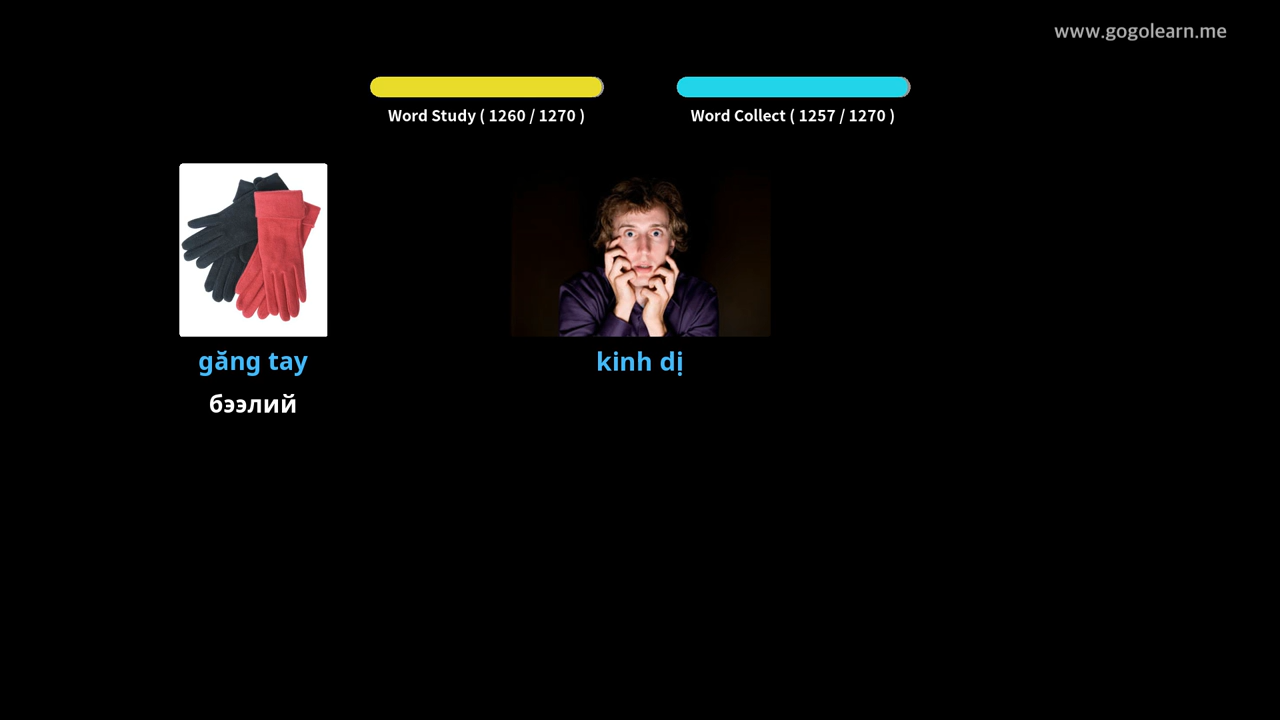 www.gogolearn.me
Word Study ( 1260 / 1270 )
Word Collect ( 1257 / 1270 )
găng tay
бээлий
kinh dị